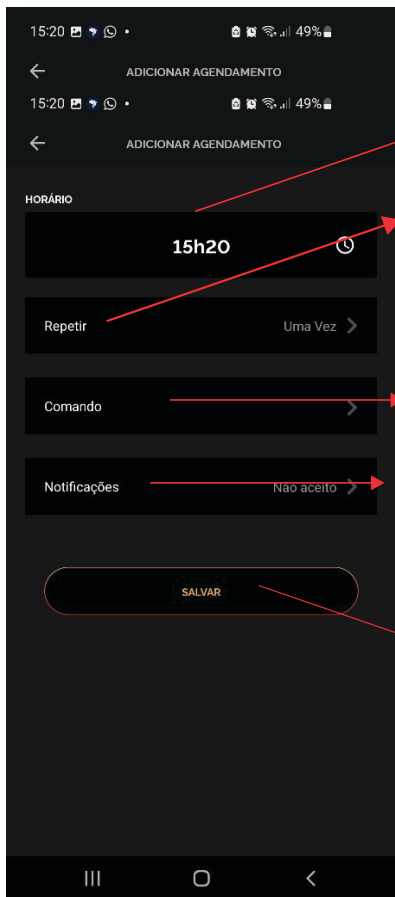 15:20 • 49%
ADICIONAR AGENDAMENTO
15:20 • 49%
ADICIONAR AGENDAMENTO
HORÁRIO
15h20
Repetir Uma Vez
Comando
Notificações Não aceito
SALVAR